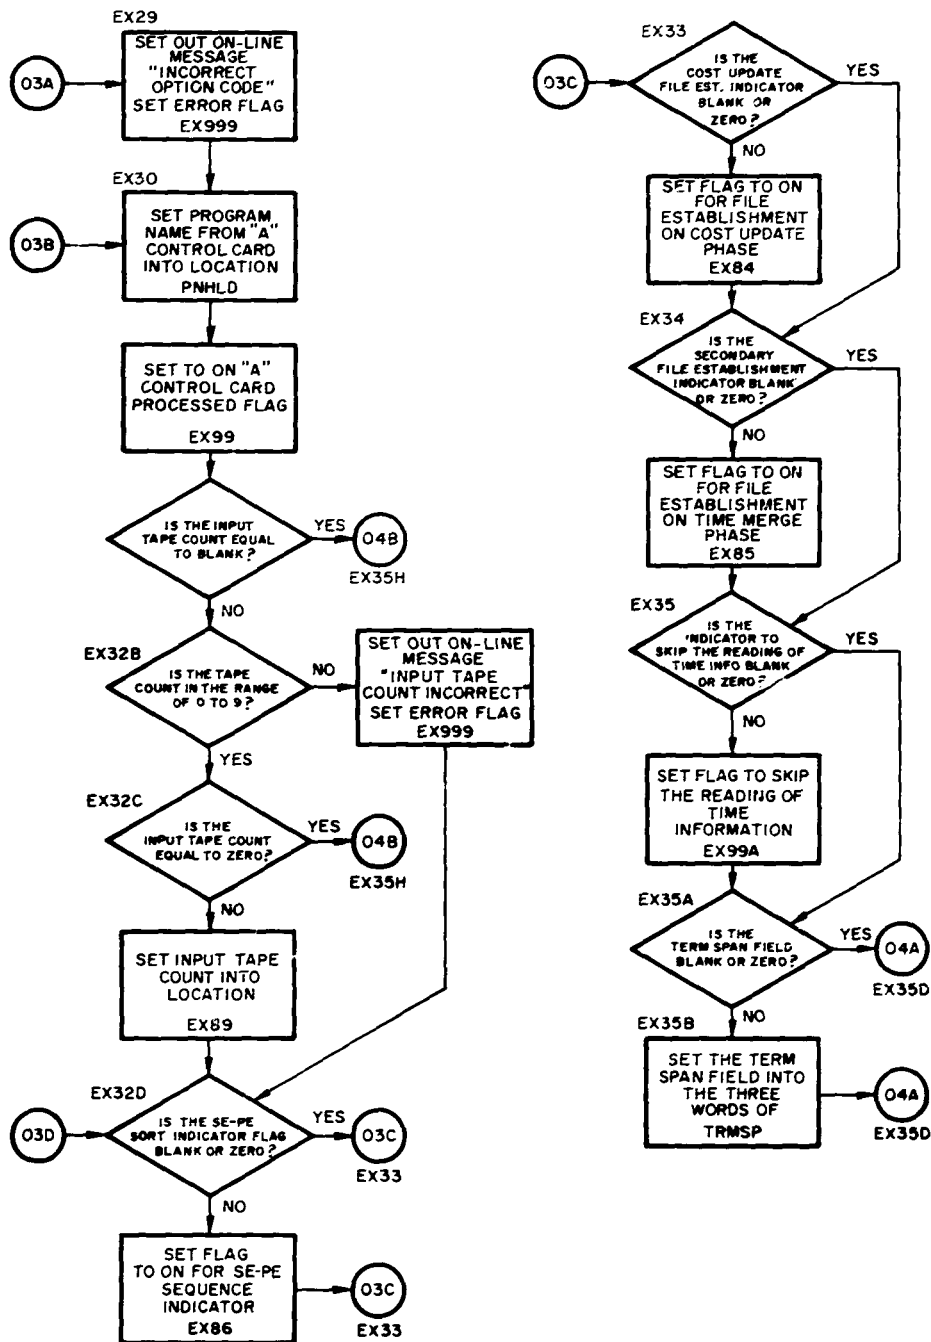 EX29
SET OUT ON-LINE
MESSAGE
"INCORRECT
OPTION CODE"
SET ERROR FLAG
EX999
03A
EX30
SET PROGRAM
NAME FROM "A"
CONTROL CARD
INTO LOCATION
PNHLD
03B
SET TO ON "A"
CONTROL CARD
PROCESSED FLAG
EX99
IS THE INPUT
TAPE COUNT EQUAL
TO BLANK?
YES
04B
EX35H
NO
EX32B
IS THE TAPE
COUNT IN THE RANGE
OF 0 TO 9?
NO
SET OUT ON-LINE
MESSAGE
"INPUT TAPE
COUNT INCORRECT"
SET ERROR FLAG
EX999
YES
EX32C
IS THE
INPUT TAPE COUNT
EQUAL TO ZERO?
YES
04B
EX35H
NO
SET INPUT TAPE
COUNT INTO
LOCATION
EX89
EX32D
03D
IS THE SE-PE
SORT INDICATOR FLAG
BLANK OR ZERO?
YES
03C
EX33
NO
SET FLAG
TO ON FOR SE-PE
SEQUENCE
INDICATOR
EX86
03C
EX33
EX33
03C
IS THE
COST UPDATE
FILE EST. INDICATOR
BLANK OR
ZERO?
YES
NO
SET FLAG TO ON
FOR FILE
ESTABLISHMENT
ON COST UPDATE
PHASE
EX84
EX34
IS THE
SECONDARY
FILE ESTABLISHMENT
INDICATOR BLANK
OR ZERO?
YES
NO
SET FLAG TO ON
FOR FILE
ESTABLISHMENT
ON TIME MERGE
PHASE
EX85
EX35
IS THE
INDICATOR TO
SKIP THE READING OF
TIME INFO BLANK
OR ZERO?
YES
NO
SET FLAG TO SKIP
THE READING OF
TIME
INFORMATION
EX99A
EX35A
IS THE
TERM SPAN FIELD
BLANK OR ZERO?
YES
04A
EX35D
NO
EX35B
SET THE TERM
SPAN FIELD INTO
THE THREE
WORDS OF
TRMSP
04A
EX35D